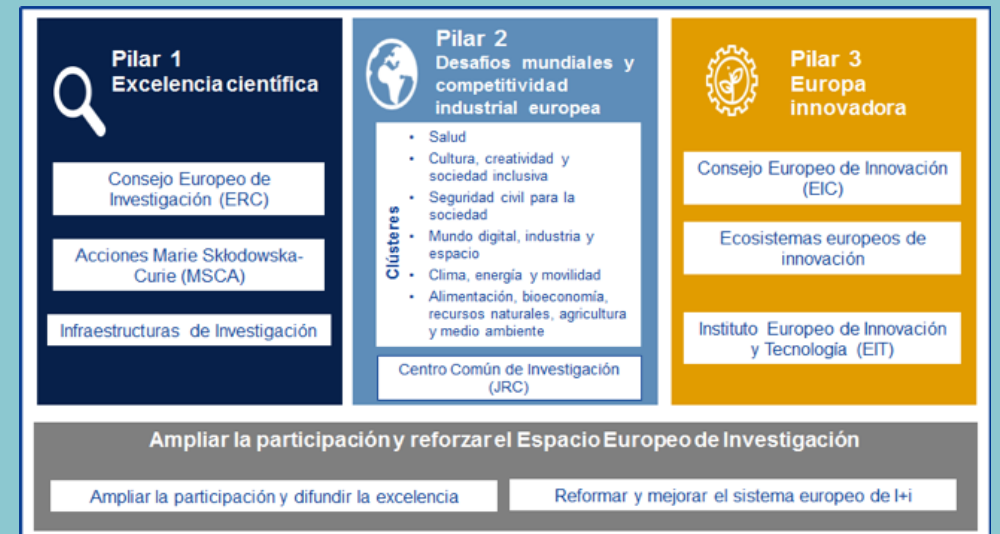 Pilar 1
Excelencia científica
Consejo Europeo de
Investigación (ERC)
Acciones Marie Skłodowska-
Curie (MSCA)
Infraestructuras de Investigación
Pilar 2
Desafios mundiales y
competitividad
industrial europea
Clústeres
• Salud
• Cultura, creatividad y
sociedad inclusiva
• Seguridad civil para la
sociedad
• Mundo digital, industria y
espacio
• Clima, energía y movilidad
• Alimentación, bioeconomía,
recursos naturales, agricultura
y medio ambiente
Centro Común de Investigación
(JRC)
Pilar 3
Europa
innovadora
Consejo Europeo de Innovación
(EIC)
Ecosistemas europeos de
innovación
Instituto Europeo de Innovación
y Tecnología (EIT)
Ampliar la participación y reforzar el Espacio Europeo de Investigación
Ampliar la participación y difundir la excelencia
Reformar y mejorar el sistema europeo de I+i